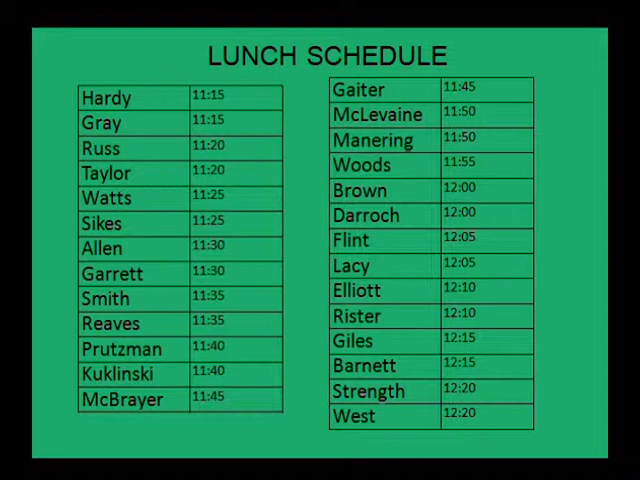 LUNCH SCHEDULE
Hardy 11:15
Gray 11:15
Russ 11:20
Taylor 11:20
Watts 11:25
Sikes 11:25
Allen 11:30
Garrett 11:30
Smith 11:35
Reaves 11:35
Prutzman 11:40
Kuklinski 11:40
McBrayer 11:45
Gaiter 11:45
McLevaine 11:50
Manering 11:50
Woods 11:55
Brown 12:00
Darroch 12:00
Flint 12:05
Lacy 12:05
Elliott 12:10
Rister 12:10
Giles 12:15
Barnett 12:15
Strength 12:20
West 12:20